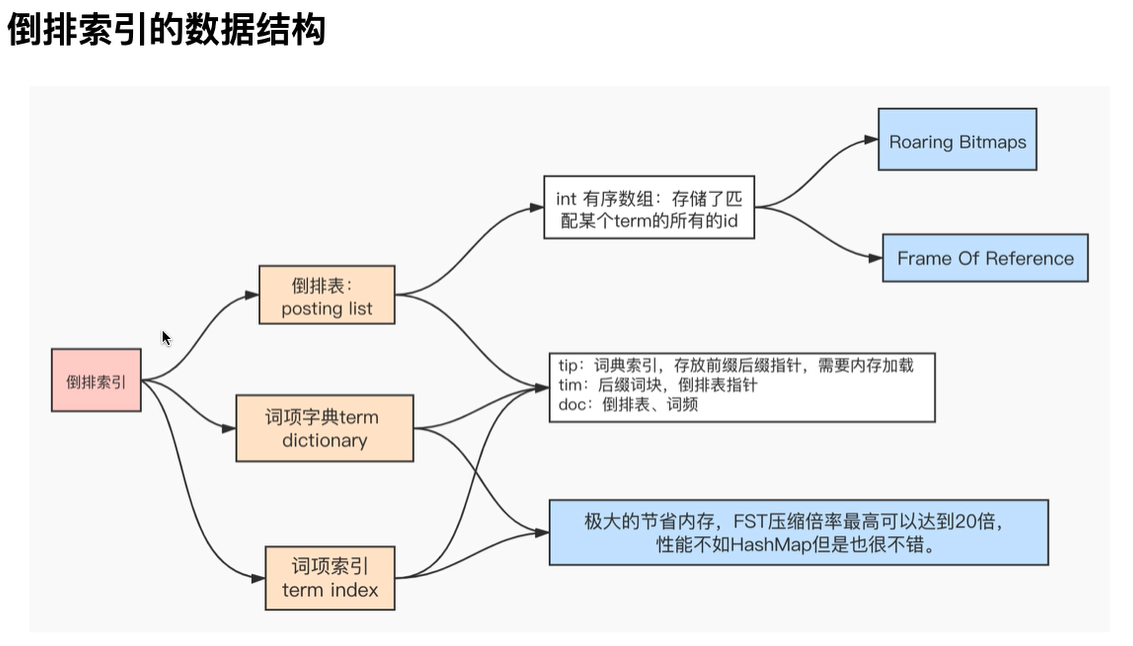 倒排索引的数据结构
Roaring Bitmaps
int 有序数组：存储了匹
配某个term的所有的id
Frame Of Reference
倒排表：
posting list
倒排索引
tip：词典索引，存放前缀后缀指针，需要内存加载
tim：后缀词块，倒排表指针
doc：倒排表、词频
词项字典term
dictionary
极大的节省内存，FST压缩倍率最高可以达到20倍，
性能不如HashMap但是也很不错。
词项索引
term index